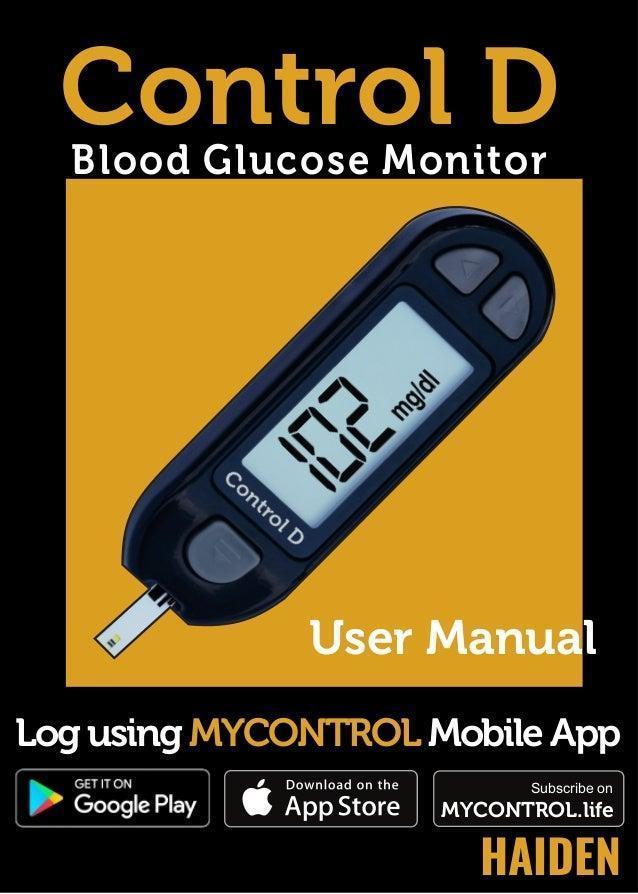 Control D
Blood Glucose Monitor
102 mg/dl
Control D
User Manual
Log using MYCONTROL Mobile App
GET IT ON
Google Play
Download on the
App Store
Subscribe on
MYCONTROL.life
HAIDEN